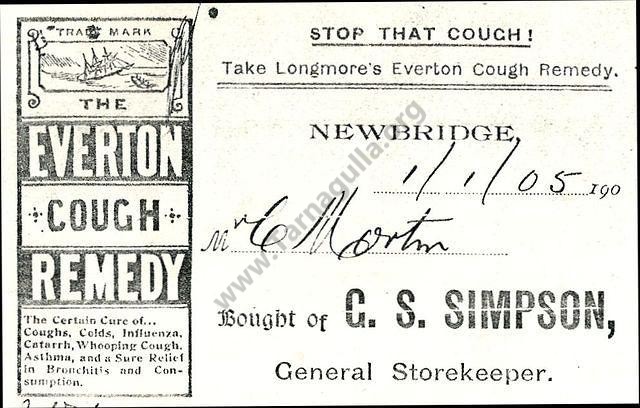 TRADE MARK
THE
EVERTON
COUGH
REMEDY
The Certain Cure of...
Coughs, Colds, Influenza,
Catarrh, Whooping Cough,
Asthma, and a Sure Relief
in Bronchitis and Con-
sumption.
STOP THAT COUGH!
Take Longmore's Everton Cough Remedy.
NEWBRIDGE,
1/1/05 190
Mr C Morton
Bought of C. S. SIMPSON,
General Storekeeper.
www.tarnagulla.org